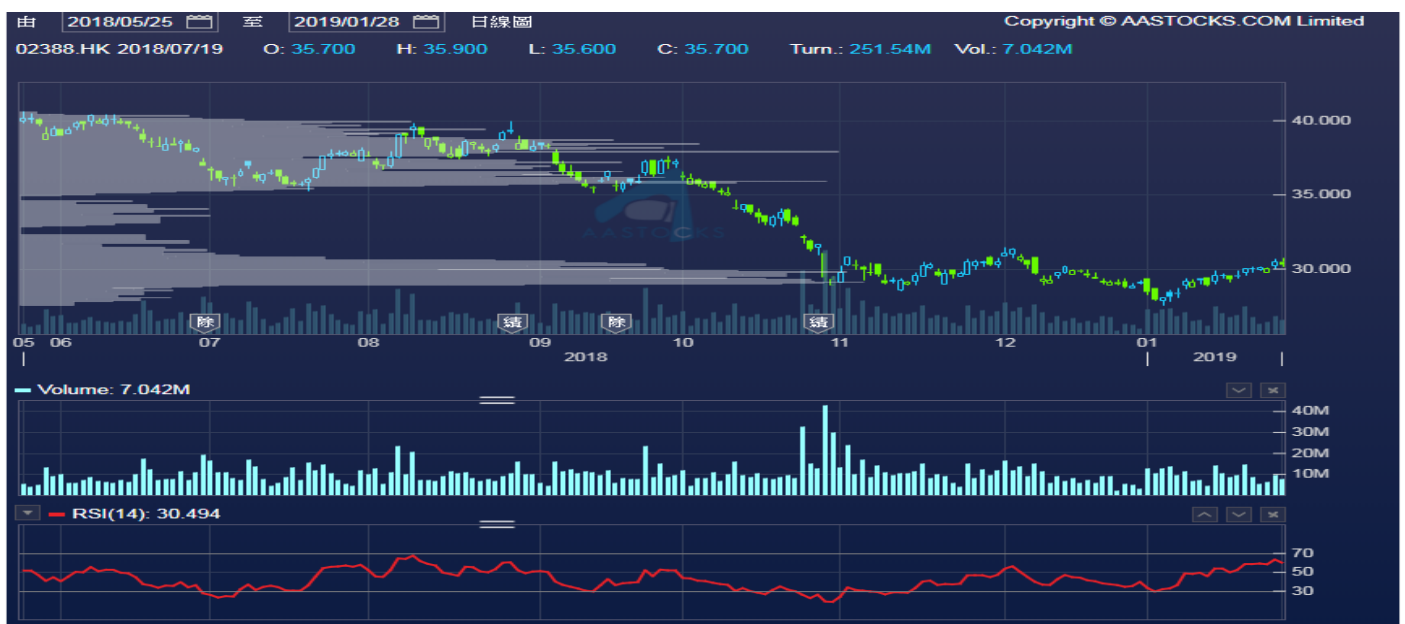 由 2018/05/25 至 2019/01/28 日線圖 Copyright © AASTOCKS.COM Limited
02388.HK 2018/07/19 O: 35.700 H: 35.900 L: 35.600 C: 35.700 Turn.: 251.54M Vol.: 7.042M
40.000
35.000
AASTOCKS
30.000
除 績 除 績
05 06 07 08 09 10 11 12 01
2018 2019
Volume: 7.042M
40M
30M
20M
10M
RSI(14): 30.494
70
50
30